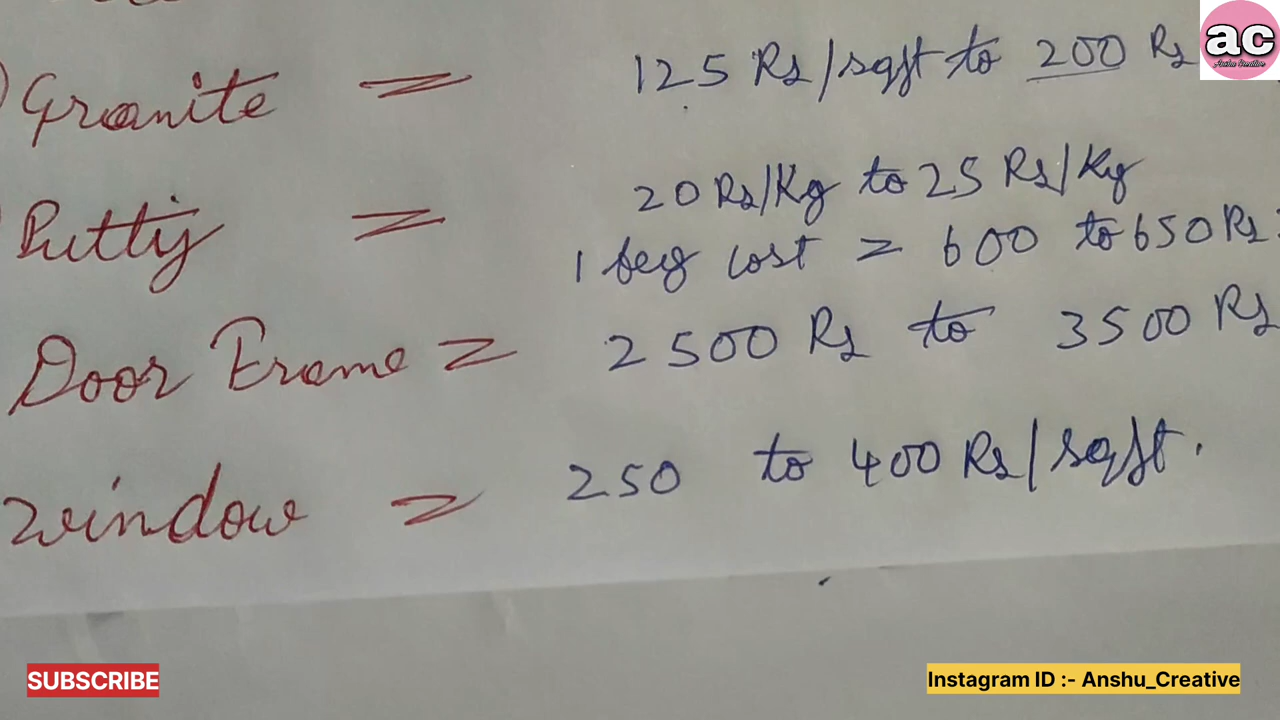 ac
Anshu Creative
Granite = 125 Rs/sqft to 200 Rs
Putty = 20 Rs/Kg to 25 Rs/Kg
1 beg cost = 600 to 650 Rs
Door Frame = 2500 Rs to 3500 Rs
window = 250 to 400 Rs/sqft.
SUBSCRIBE
Instagram ID :- Anshu_Creative